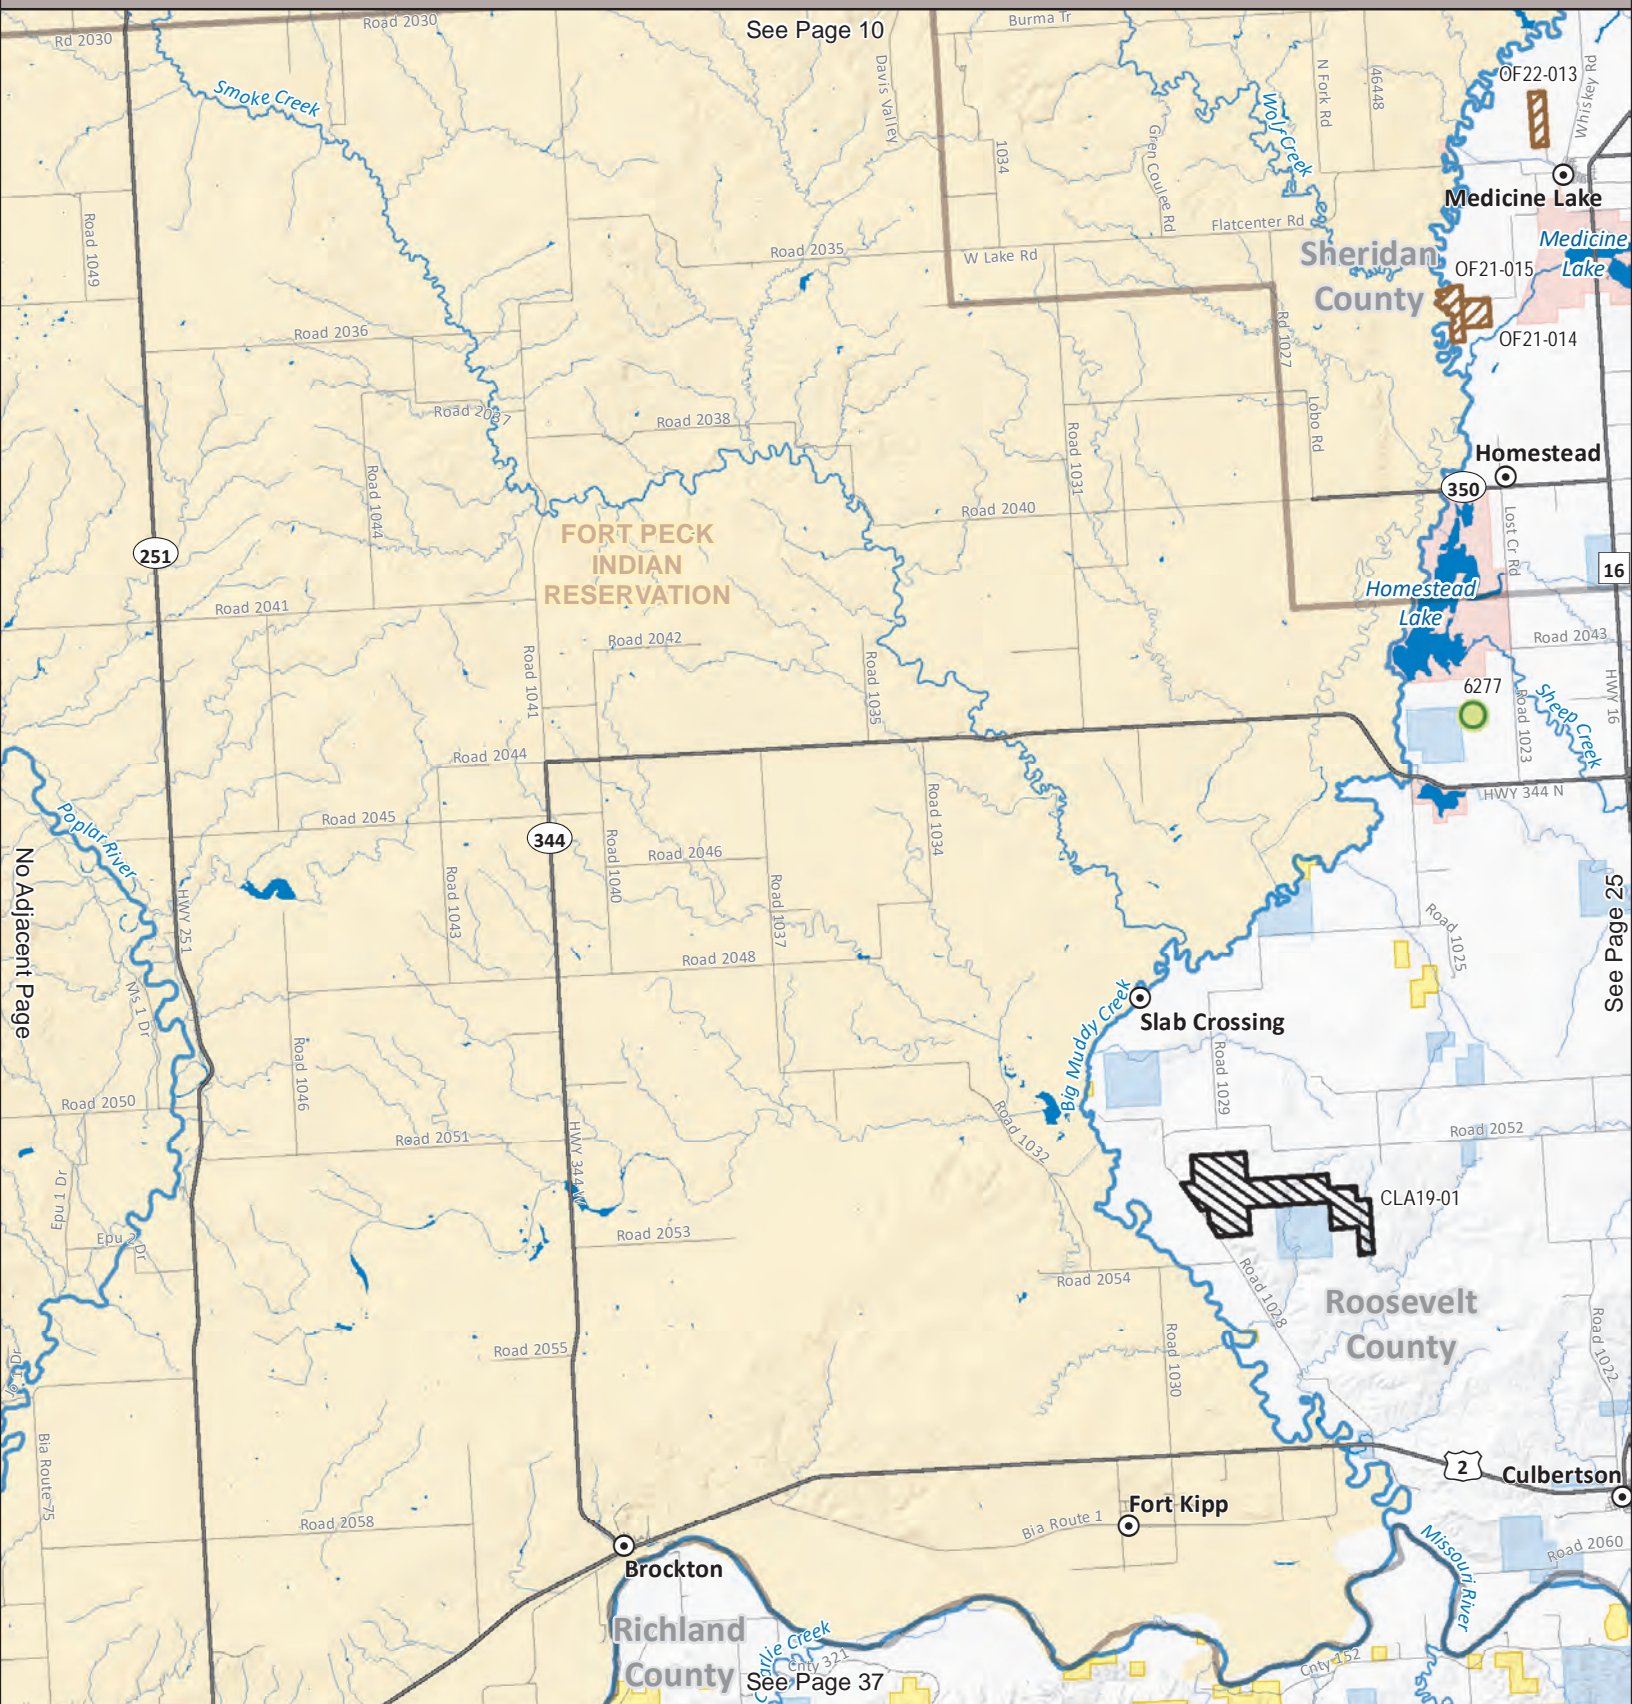 See Page 10
Road 2030
Rd 2030
Burma Tr
Smoke Creek
Davis Valley
Wolf Creek
N Fork Rd
46448
OF22-013
Whiskey Rd
1034
Gren Coulee Rd
Medicine Lake
Road 1049
Flatcenter Rd
Road 2035
W Lake Rd
Sheridan
County
Medicine
Lake
OF21-015
OF21-014
Road 2036
Rd 1027
Road 2037
Road 2038
Lobo Rd
Road 1031
Homestead
350
Road 1044
Road 2040
Lost Cr Rd
FORT PECK
INDIAN
RESERVATION
251
16
Homestead
Lake
Road 2041
Road 2042
Road 2043
Road 1041
Road 1035
6277
HWY 16
Sheep Creek
Road 1023
Road 2044
HWY 344 N
Poplar River
Road 2045
344
Road 1034
Road 2046
Road 1040
Road 1043
Road 1037
No Adjacent Page
HWY 251
See Page 25
Road 1025
Road 2048
Ms 1 Dr
Big Muddy Creek
Slab Crossing
Road 1046
Road 1029
Road 2050
Road 2051
Road 1032
Road 2052
HWY 344 W
Epu 1 Dr
CLA19-01
Epu 2 Dr
Road 2053
Road 2054
Road 1028
Roosevelt
County
Road 1022
Road 2055
Road 1030
Bia Route 75
2
Culbertson
Road 2058
Fort Kipp
Bia Route 1
Brockton
Missouri River
Road 2060
Richland
County
Charlie Creek
Cnty 321
Cnty 152
See Page 37